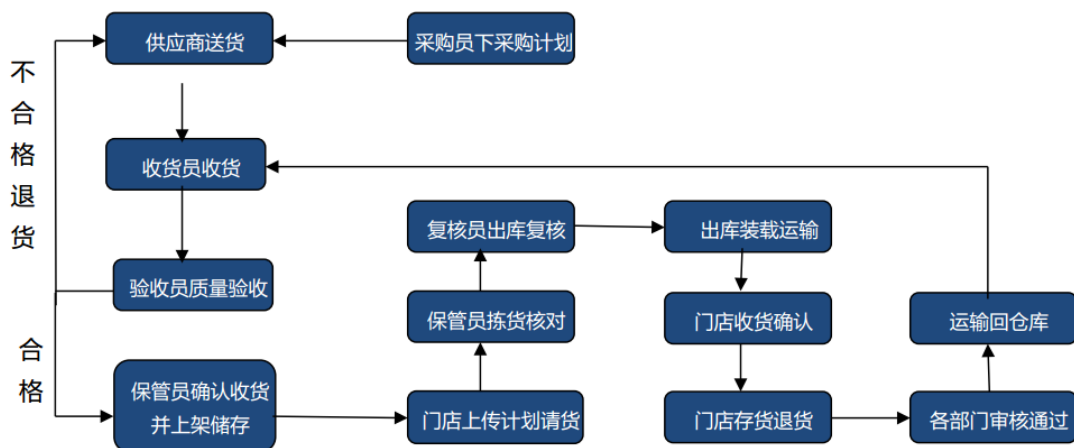 供应商送货
采购员下采购计划
不合格退货
收货员收货
复核员出库复核
出库装载运输
验收员质量验收
保管员拣货核对
门店收货确认
运输回仓库
合格
保管员确认收货
并上架储存
门店上传计划请货
门店存货退货
各部门审核通过